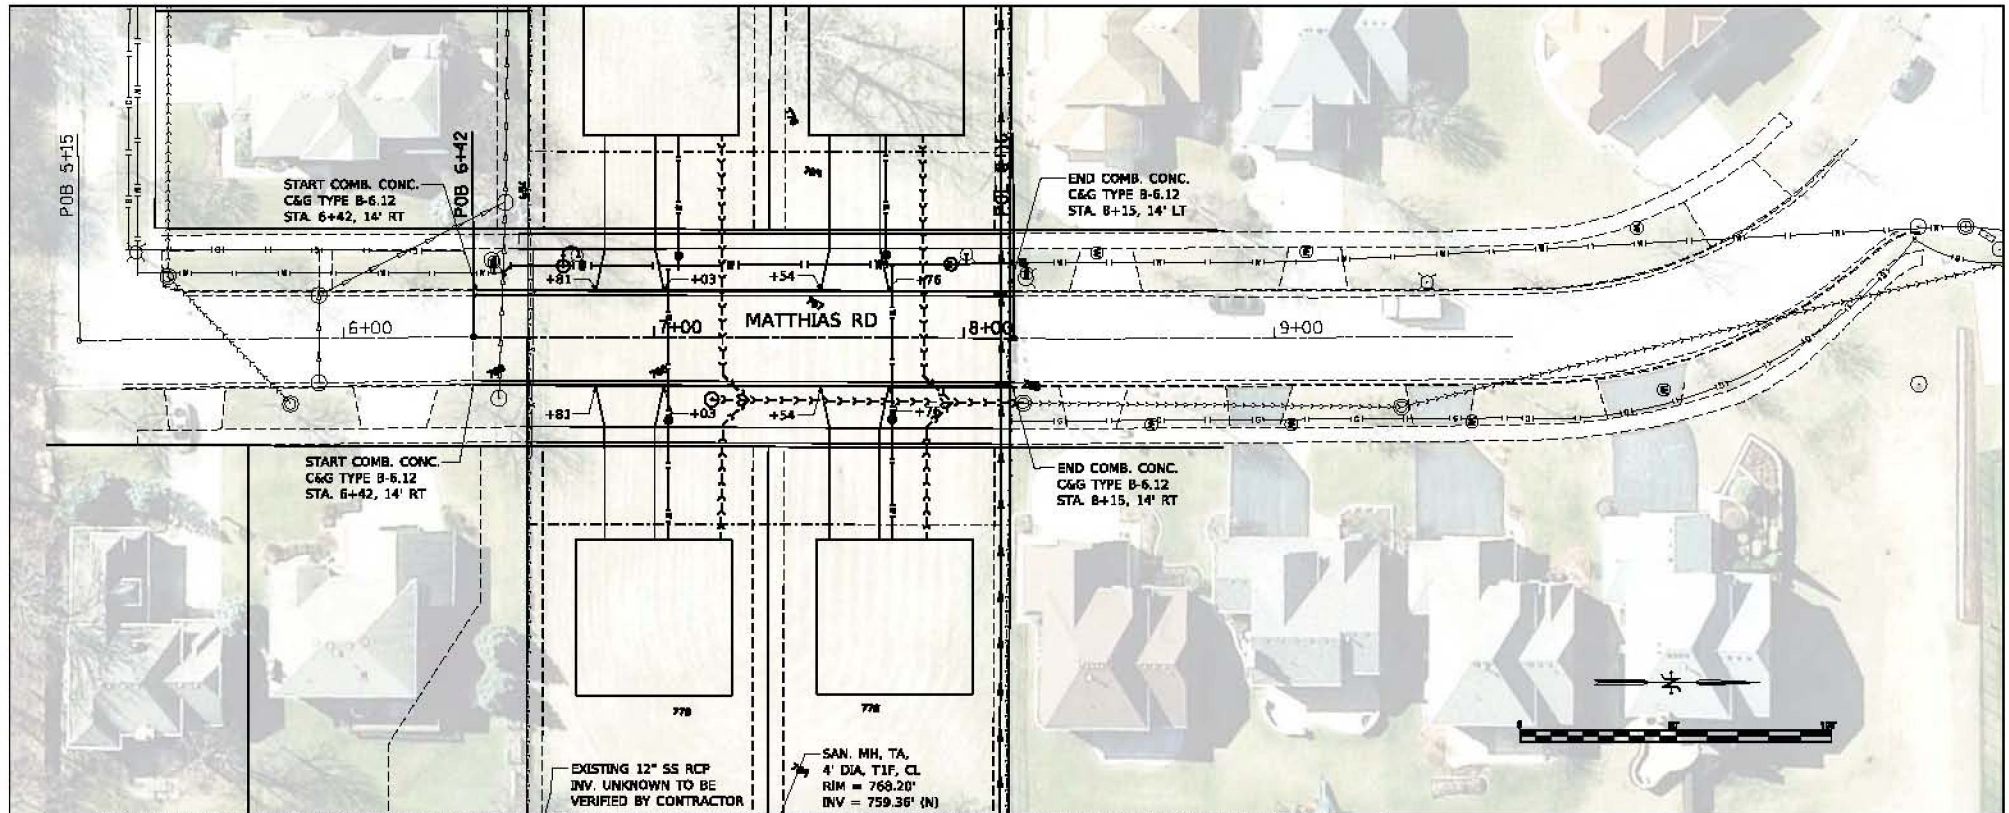 POB 5+15
START COMB. CONC.
C&G TYPE B-6.12
STA. 6+42, 14' RT
POB 6+42
END COMB. CONC.
C&G TYPE B-6.12
STA. 8+15, 14' LT
+81
+03
+54
+76
6+00
7+00
MATTHIAS RD
8+00
9+00
+81
+03
+54
START COMB. CONC.
C&G TYPE B-6.12
STA. 6+42, 14' RT
END COMB. CONC.
C&G TYPE B-6.12
STA. 8+15, 14' RT
EXISTING 12" SS RCP
INV. UNKNOWN TO BE
VERIFIED BY CONTRACTOR
SAN. MH, TA,
4' DIA, T1F, CL
RIM = 768.20'
INV = 759.36' (N)